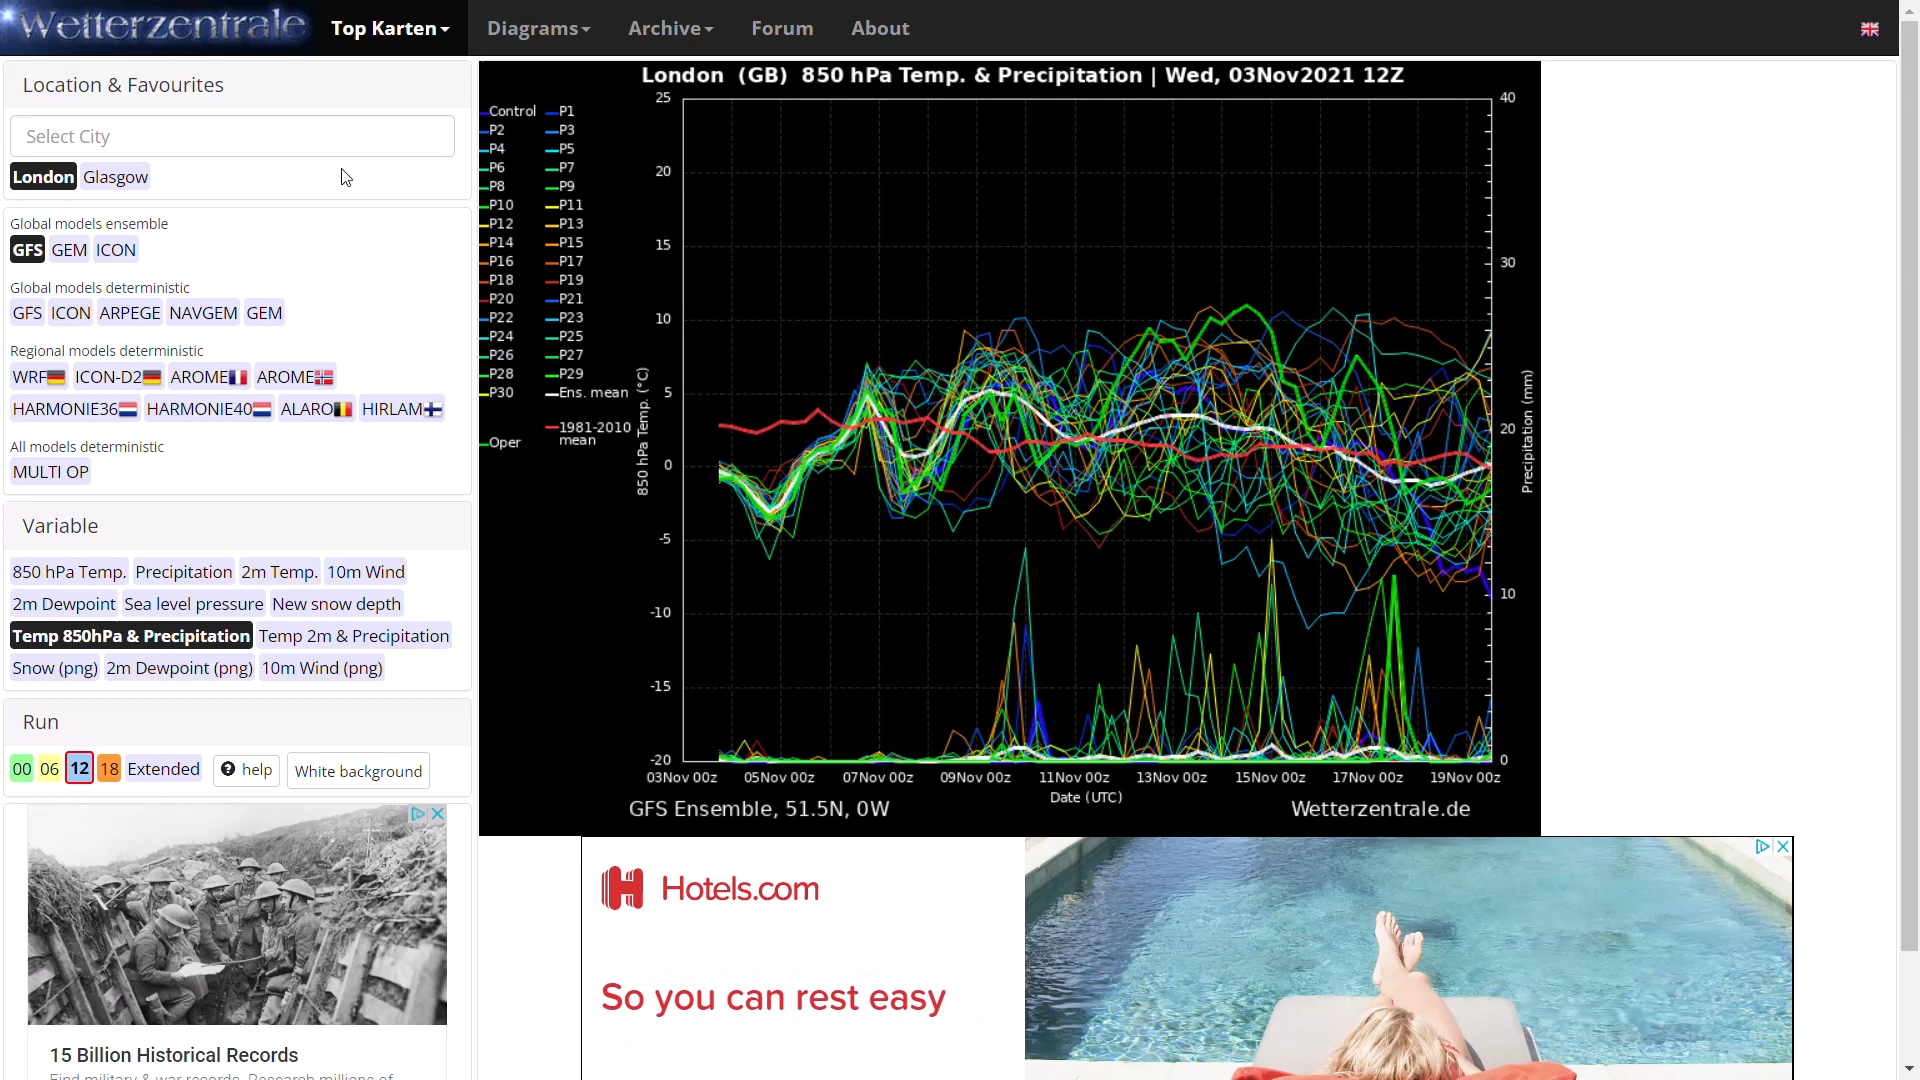 Wetterzentrale
Top Karten
Diagrams
Archive
Forum
About
Location & Favourites
Select City
London Glasgow
Global models ensemble
GFS GEM ICON
Global models deterministic
GFS ICON ARPEGE NAVGEM GEM
Regional models deterministic
WRF ICON-D2 AROME AROME
HARMONIE36 HARMONIE40 ALARO HIRLAM
All models deterministic
MULTI OP
Variable
850 hPa Temp. Precipitation 2m Temp. 10m Wind
2m Dewpoint Sea level pressure New snow depth
Temp 850hPa & Precipitation Temp 2m & Precipitation
Snow (png) 2m Dewpoint (png) 10m Wind (png)
Run
00 06 12 18 Extended help White background
15 Billion Historical Records
Find military & war records. Research millions of
London (GB) 850 hPa Temp. & Precipitation | Wed, 03Nov2021 12Z
Control P1
P2 P3
P4 P5
P6 P7
P8 P9
P10 P11
P12 P13
P14 P15
P16 P17
P18 P19
P20 P21
P22 P23
P24 P25
P26 P27
P28 P29
P30 Ens. mean
1981-2010
mean
Oper
850 hPa Temp. (°C)
25
20
15
10
5
0
-5
-10
-15
-20
40
30
20
10
0
Precipitation (mm)
03Nov 00z 05Nov 00z 07Nov 00z 09Nov 00z 11Nov 00z 13Nov 00z 15Nov 00z 17Nov 00z 19Nov 00z
Date (UTC)
GFS Ensemble, 51.5N, 0W
Wetterzentrale.de
Hotels.com
So you can rest easy